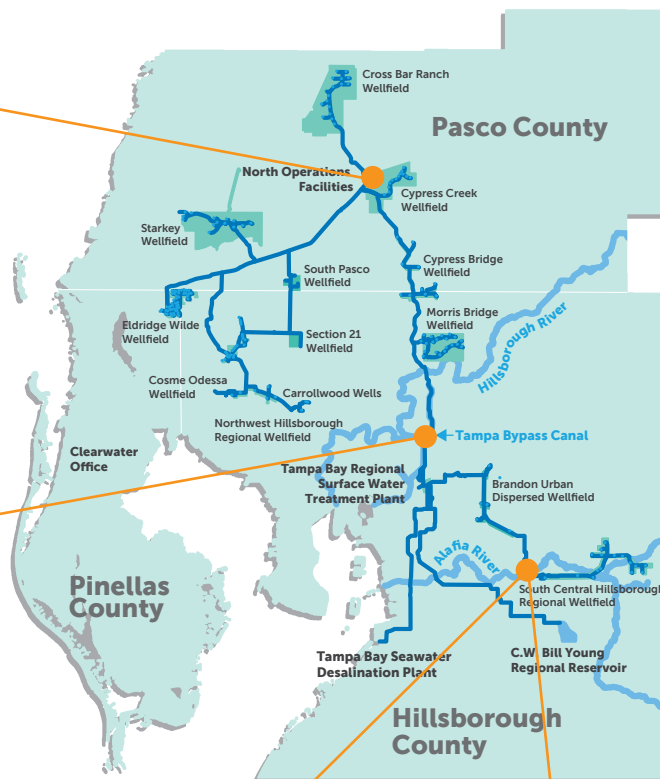 Cross Bar Ranch
Wellfield
Pasco County
North Operations
Facilities
Cypress Creek
Wellfield
Starkey
Wellfield
Cypress Bridge
Wellfield
South Pasco
Wellfield
Morris Bridge
Wellfield
Hillsborough River
Eldridge Wilde
Wellfield
Section 21
Wellfield
Cosme Odessa
Wellfield
Carrollwood Wells
Northwest Hillsborough
Regional Wellfield
Tampa Bypass Canal
Clearwater
Office
Tampa Bay Regional
Surface Water
Treatment Plant
Brandon Urban
Dispersed Wellfield
Alafia River
Pinellas
County
South Central Hillsborough
Regional Wellfield
Tampa Bay Seawater
Desalination Plant
C.W. Bill Young
Regional Reservoir
Hillsborough
County